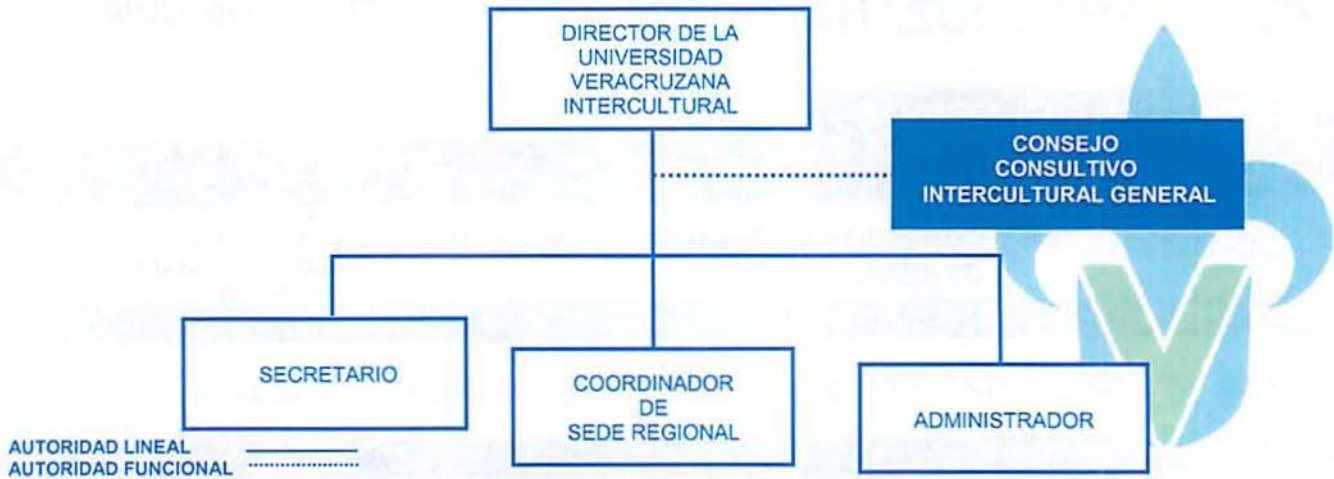 DIRECTOR DE LA
UNIVERSIDAD
VERACRUZANA
INTERCULTURAL
CONSEJO
CONSULTIVO
INTERCULTURAL GENERAL
SECRETARIO
COORDINADOR
DE
SEDE REGIONAL
ADMINISTRADOR
AUTORIDAD LINEAL
AUTORIDAD FUNCIONAL